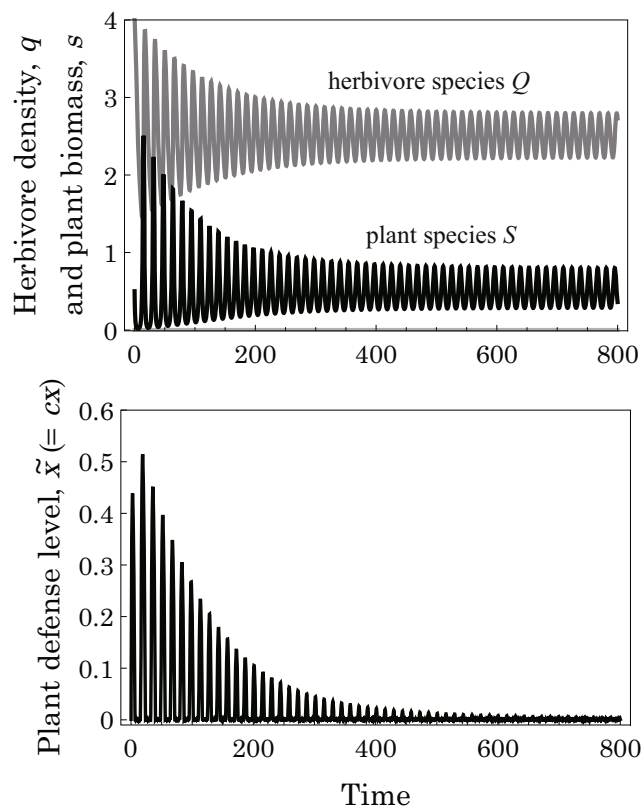 Herbivore density, q
and plant biomass, s
4
3
2
1
0
herbivore species Q
plant species S
0 200 400 600 800
Plant defense level, x̃ (= cx)
0.6
0.5
0.4
0.3
0.2
0.1
0
0 200 400 600 800
Time